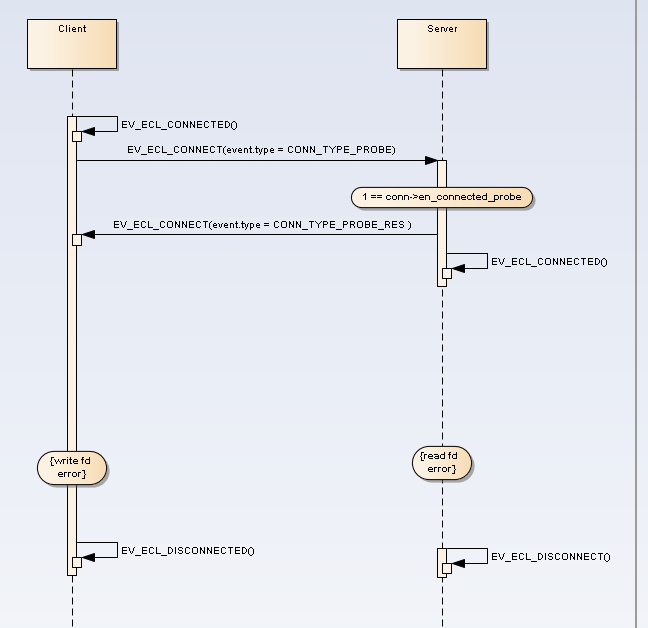 Client
Server
EV_ECL_CONNECTED()
EV_ECL_CONNECT(event.type = CONN_TYPE_PROBE)
1 == conn->en_connected_probe
EV_ECL_CONNECT(event.type = CONN_TYPE_PROBE_RES )
EV_ECL_CONNECTED()
{write fd
error}
{read fd
error}
EV_ECL_DISCONNECTED()
EV_ECL_DISCONNECT()